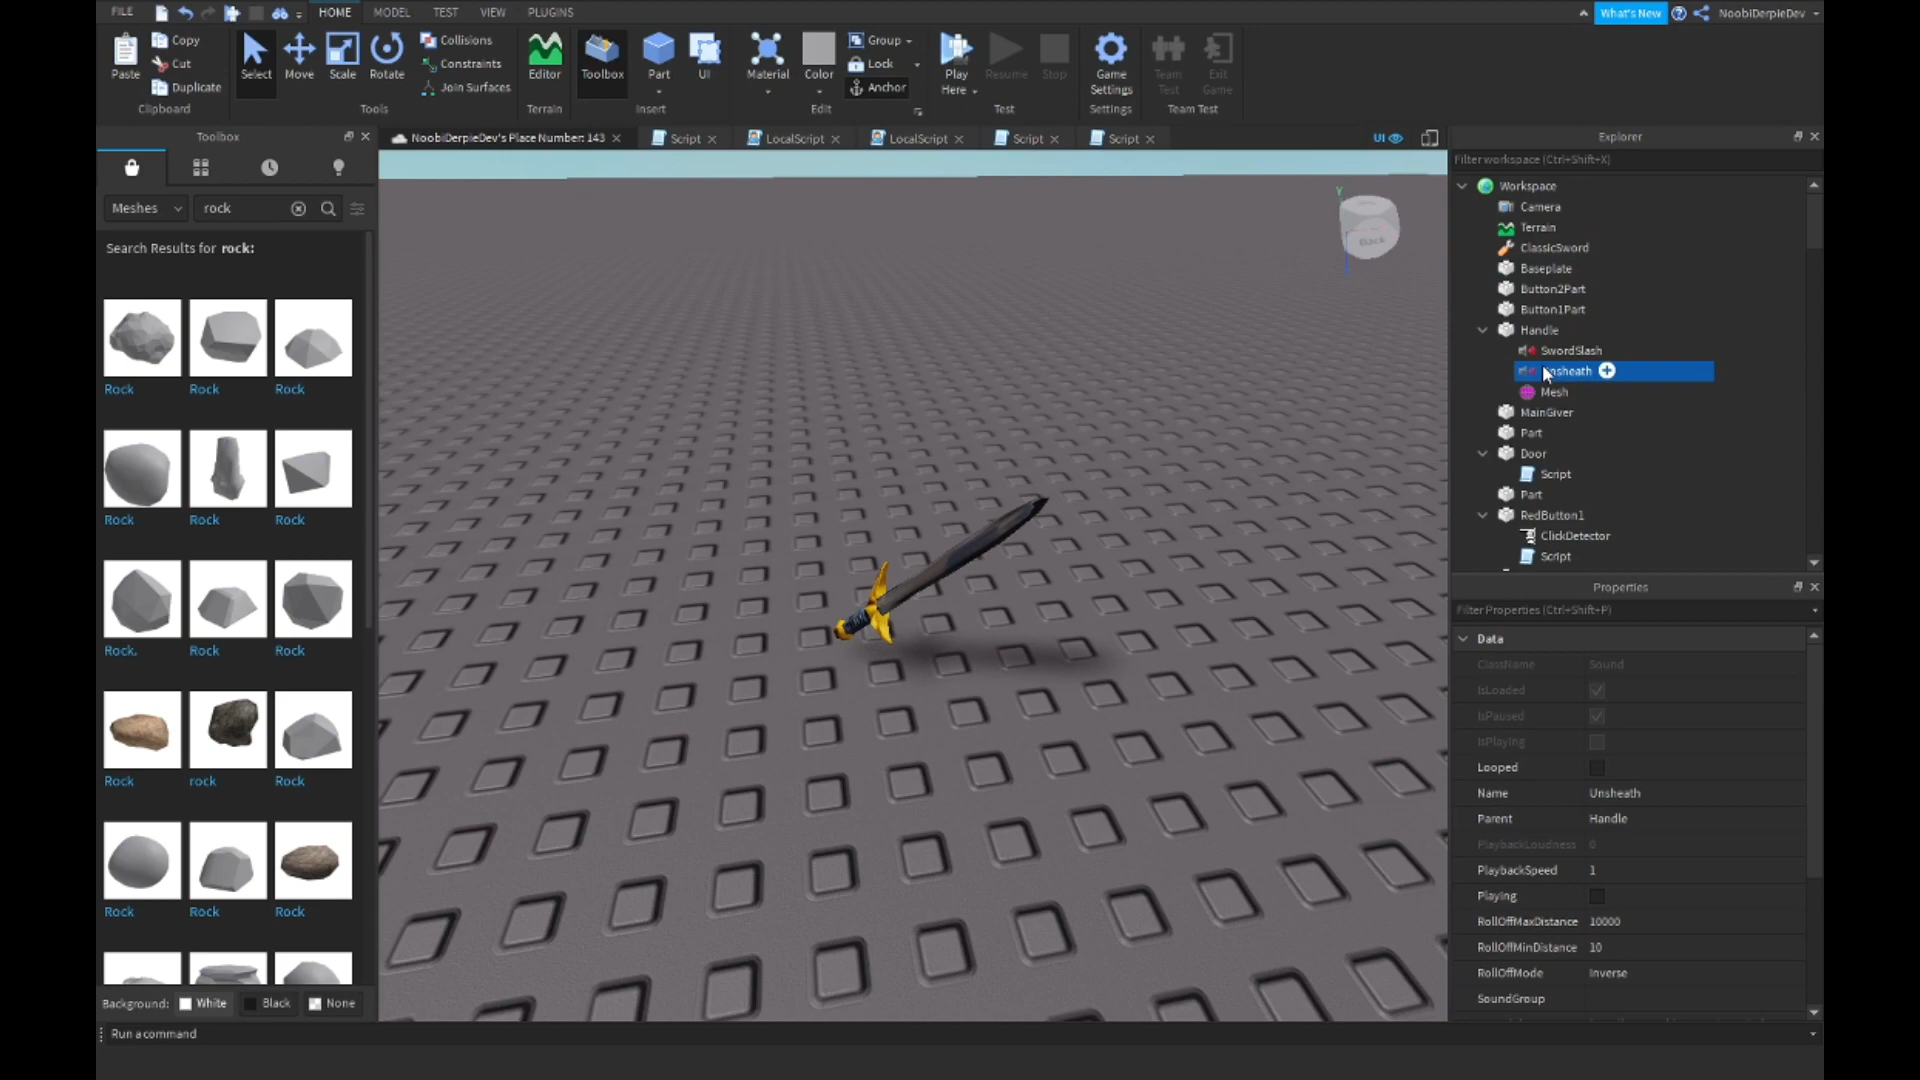 FILE HOME MODEL TEST VIEW PLUGINS What's New NoobiDerpieDev
Paste Copy Cut Duplicate Clipboard
Select Move Scale Rotate Collisions Constraints Join Surfaces Tools
Editor Terrain
Toolbox Part UI Insert
Material Color Group Lock Anchor Edit
Play Here Resume Stop Test
Game Settings Settings
Team Test Exit Game Team Test
Toolbox
Meshes rock
Search Results for rock:
Rock Rock Rock
Rock Rock Rock
Rock. Rock Rock
Rock rock Rock
Rock Rock Rock
Background: White Black None
Run a command
NoobiDerpieDev's Place Number: 143 Script LocalScript LocalScript Script Script UI
Y
BACK
Explorer
Filter workspace (Ctrl+Shift+X)
Workspace
Camera
Terrain
ClassicSword
Baseplate
Button2Part
Button1Part
Handle
SwordSlash
nsheath
Mesh
MainGiver
Part
Door
Script
Part
RedButton1
ClickDetector
Script
Properties
Filter Properties (Ctrl+Shift+P)
Data
ClassName Sound
IsLoaded
IsPaused
IsPlaying
Looped
Name Unsheath
Parent Handle
PlaybackLoudness 0
PlaybackSpeed 1
Playing
RollOffMaxDistance 10000
RollOffMinDistance 10
RollOffMode Inverse
SoundGroup